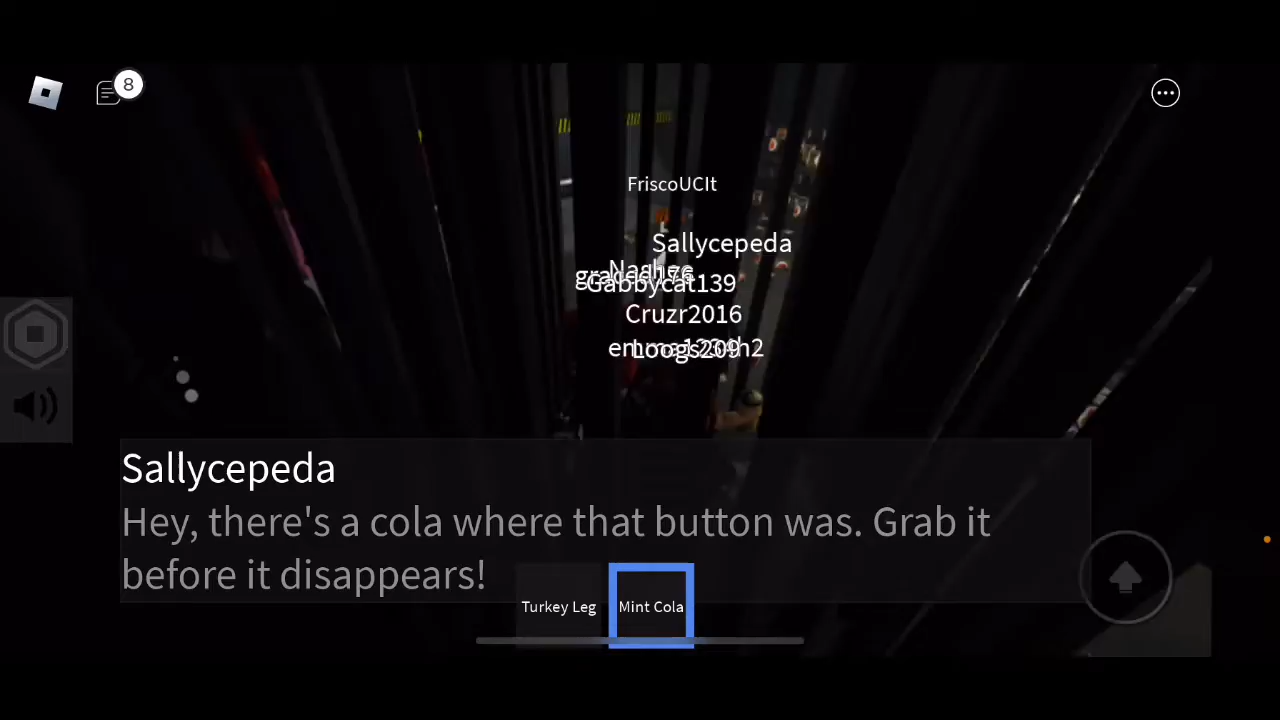 8
FriscoUCIt
Sallycepeda
Gabbycat139
Cruzr2016
Loogs209
Sallycepeda
Hey, there's a cola where that button was. Grab it
before it disappears!
Turkey Leg
Mint Cola